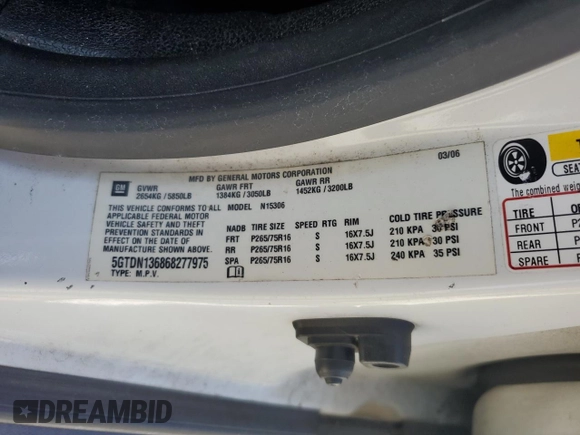 MFD BY GENERAL MOTORS CORPORATION
03/06
GM
GVWR GAWR FRT GAWR RR
2654KG / 5850LB 1384KG / 3050LB 1452KG / 3200LB
THIS VEHICLE CONFORMS TO ALL MODEL N15306
APPLICABLE FEDERAL MOTOR
VEHICLE SAFETY AND THEFT
PREVENTION STANDARDS IN
EFFECT ON THE DATE OF
MANUFACTURE SHOWN ABOVE.
5GTDN136868277975
TYPE: M.P.V.
NADB TIRE SIZE SPEED RTG RIM COLD TIRE PRESSURE
FRT P265/75R16 S 16X7.5J 210 KPA 30 PSI
RR P265/75R16 S 16X7.5J 210 KPA 30 PSI
SPA P265/75R16 S 16X7.5J 240 KPA 35 PSI
SEAT
The combined weig
TIRE
FRONT
REAR
SPARE
DREAMBID